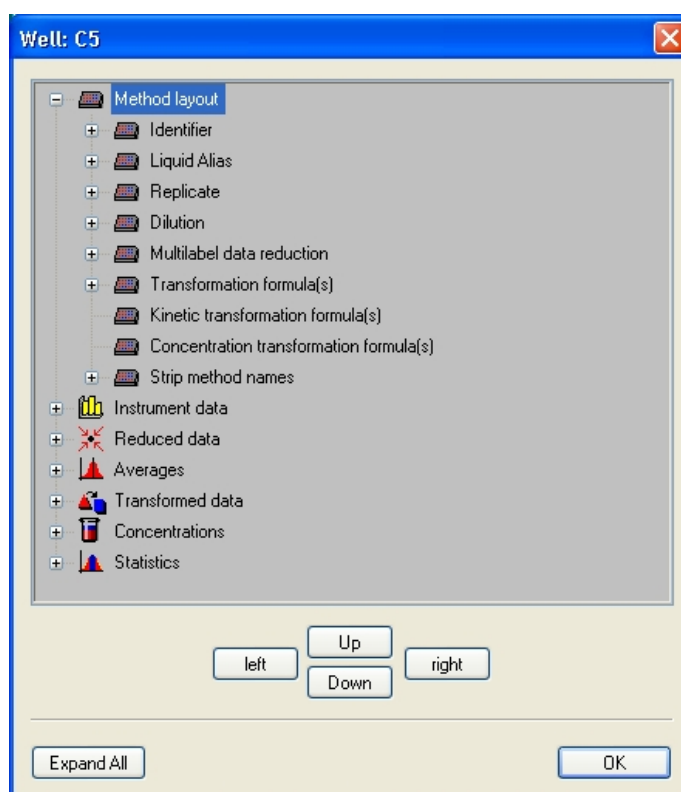 Well: C5
Method layout
Identifier
Liquid Alias
Replicate
Dilution
Multilabel data reduction
Transformation formula(s)
Kinetic transformation formula(s)
Concentration transformation formula(s)
Strip method names
Instrument data
Reduced data
Averages
Transformed data
Concentrations
Statistics
Up
left
right
Down
Expand All
OK